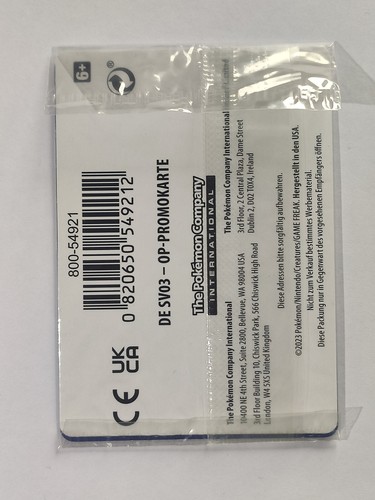 6+
®
800-54921
0 820650 549212
CE
UK
CA
DE SV03 – OP-PROMOKARTE
The Pokémon Company
INTERNATIONAL
The Pokémon Company International
10400 NE 4th Street, Suite 2800, Bellevue, WA 98004 USA
3rd Floor Building 10, Chiswick Park, 566 Chiswick High Road
London, W4 5XS United Kingdom
The Pokémon Company International
3rd Floor, 2 Central Plaza, Dame Street
Dublin 2, D02 T0X4, Ireland
Diese Adressen bitte sorgfältig aufbewahren.
©2023 Pokémon/Nintendo/Creatures/GAME FREAK. Hergestellt in den USA.
Nicht zum Verkauf bestimmtes Werbematerial.
Diese Packung nur in Gegenwart des vorgesehenen Empfängers öffnen.